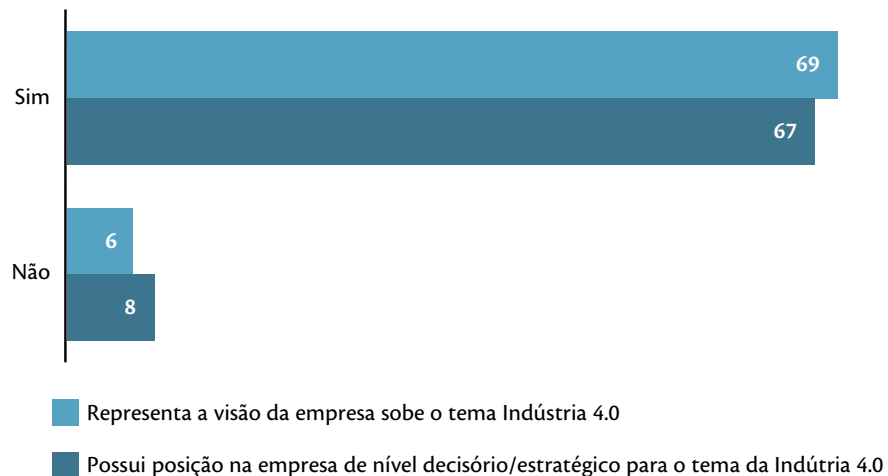 Sim
69
67
Não
6
8
Representa a visão da empresa sobe o tema Indústria 4.0
Possui posição na empresa de nível decisório/estratégico para o tema da Indútria 4.0